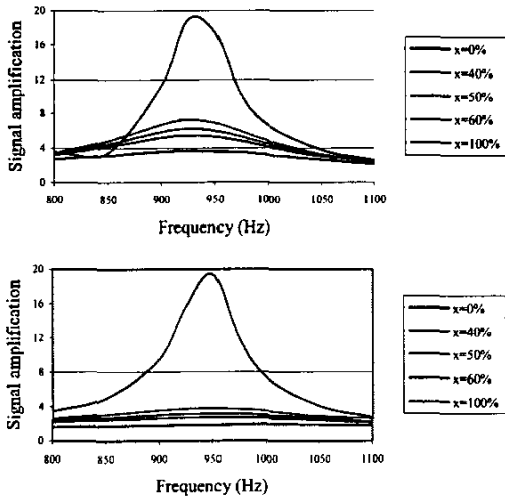 Signal amplification
20
16
12
8
4
0
800 850 900 950 1000 1050 1100
Frequency (Hz)
x=0%
x=40%
x=50%
x=60%
x=100%
Signal amplification
20
16
12
8
4
0
800 850 900 950 1000 1050 1100
Frequency (Hz)
x=0%
x=40%
x=50%
x=60%
x=100%